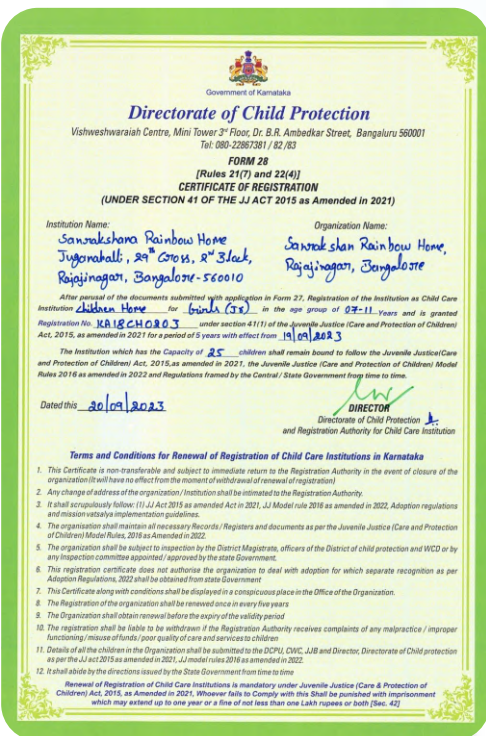 Government of Karnataka
Directorate of Child Protection
Vishweshwaraiah Centre, Mini Tower 3rd Floor, Dr. B.R. Ambedkar Street, Bangaluru 560001
Tel: 080-22867381 / 82 /83
FORM 28
[Rules 21(7) and 22(4)]
CERTIFICATE OF REGISTRATION
(UNDER SECTION 41 OF THE JJ ACT 2015 as Amended in 2021)
Institution Name:
Sanrakshana Rainbow Home
Juganahalli, 29th Cross, 2nd Block,
Rajajinagar, Bangalore-560010
Organization Name:
Sanrakshan Rainbow Home,
Rajajinagar, Bangalore
After perusal of the documents submitted with application in Form 27, Registration of the Institution as Child Care
Institution children Home for Girls (Jr) in the age group of 07-11 Years and is granted
Registration No. KA18CH0203 under section 41(1) of the Juvenile Justice (Care and Protection of Children)
Act, 2015, as amended in 2021 for a period of 5 years with effect from 19/09/2023
The Institution which has the Capacity of 25 children shall remain bound to follow the Juvenile Justice(Care
and Protection of Children) Act, 2015,as amended in 2021, the Juvenile Justice (Care and Protection of Children) Model
Rules 2016 as amended in 2022 and Regulations framed by the Central / State Government from time to time.
Dated this 20/09/2023
DIRECTOR
Directorate of Child Protection
and Registration Authority for Child Care Institution
Terms and Conditions for Renewal of Registration of Child Care Institutions in Karnataka
1. This Certificate is non-transferable and subject to immediate return to the Registration Authority in the event of closure of the
organization (It will have no effect from the moment of withdrawal of renewal of registration)
2. Any change of address of the organization / Institution shall be intimated to the Registration Authority.
3. It shall scrupulously follow: (1) JJ Act 2015 as amended Act in 2021, JJ Model rule 2016 as amended in 2022, Adoption regulations
and mission vatsalya implementation guidelines.
4. The organisation shall maintain all necessary Records / Registers and documents as per the Juvenile Justice (Care and Protection
of Children) Model Rules, 2016 as Amended in 2022.
5. The organization shall be subject to inspection by the District Magistrate, officers of the District of child protection and WCD or by
any Inspection committee appointed / approved by the state Government.
6. This registration certificate does not authorise the organization to deal with adoption for which separate recognition as per
Adoption Regulations, 2022 shall be obtained from state Government
7. This Certificate along with conditions shall be displayed in a conspicuous place in the Office of the Organization.
8. The Registration of the organization shall be renewed once in every five years
9. The Organization shall obtain renewal before the expiry of the validity period
10. The registration shall be liable to be withdrawn if the Registration Authority receives complaints of any malpractice / improper
functioning / misuse of funds / poor quality of care and services to children
11. Details of all the children in the Organization shall be submitted to the DCPU, CWC, JJB and Director, Directorate of Child protection
as per the JJ act 2015 as amended in 2021, JJ model rules 2016 as amended in 2022.
12. It shall abide by the directions issued by the State Government from time to time
Renewal of Registration of Child Care Institutions is mandatory under Juvenile Justice (Care & Protection of
Children) Act, 2015, as Amended in 2021, Whoever fails to Comply with this Shall be punished with imprisonment
which may extend up to one year or a fine of not less than one Lakh rupees or both [Sec. 42]